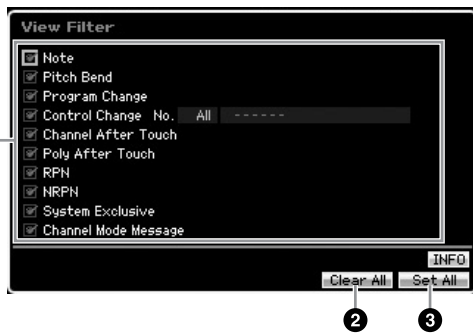 View Filter
Note
Pitch Bend
Program Change
Control Change No. All ------
Channel After Touch
Poly After Touch
RPN
NRPN
System Exclusive
Channel Mode Message
INFO
Clear All Set All
2 3